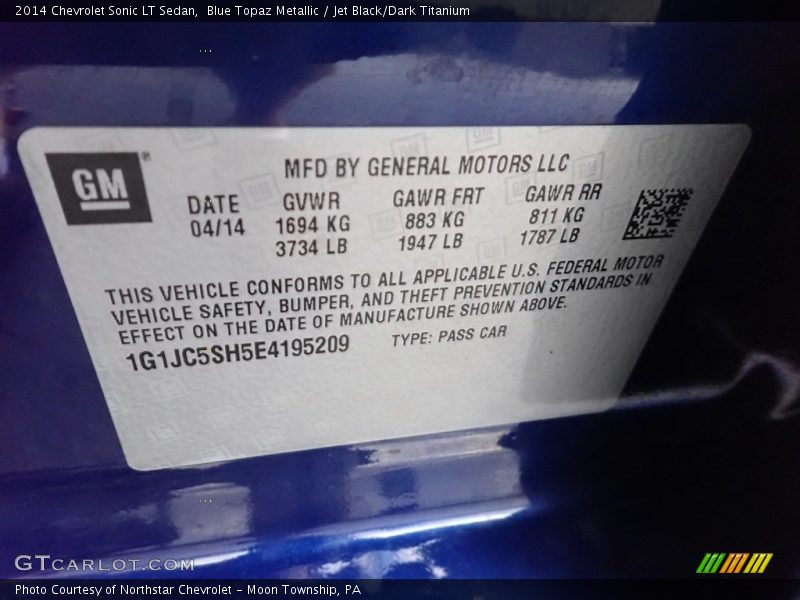 2014 Chevrolet Sonic LT Sedan,  Blue Topaz Metallic / Jet Black/Dark Titanium
GM®
MFD BY GENERAL MOTORS LLC
DATE GVWR GAWR FRT GAWR RR
04/14 1694 KG 883 KG 811 KG
3734 LB 1947 LB 1787 LB
THIS VEHICLE CONFORMS TO ALL APPLICABLE U.S. FEDERAL MOTOR
VEHICLE SAFETY, BUMPER, AND THEFT PREVENTION STANDARDS IN
EFFECT ON THE DATE OF MANUFACTURE SHOWN ABOVE.
1G1JC5SH5E4195209 TYPE: PASS CAR
GTCARLOT.COM
Photo Courtesy of Northstar Chevrolet - Moon Township, PA